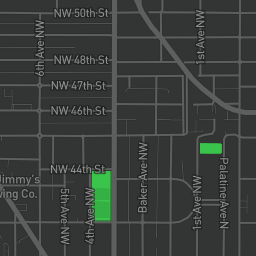 NW 50th St
6th Ave NW
1st Ave NW
NW 48th St
NW 47th St
NW 46th St
NW 44th St
Jimmy's
ing Co.
5th Ave NW
4th Ave NW
Baker Ave NW
1st Ave NW
Palatine Ave N